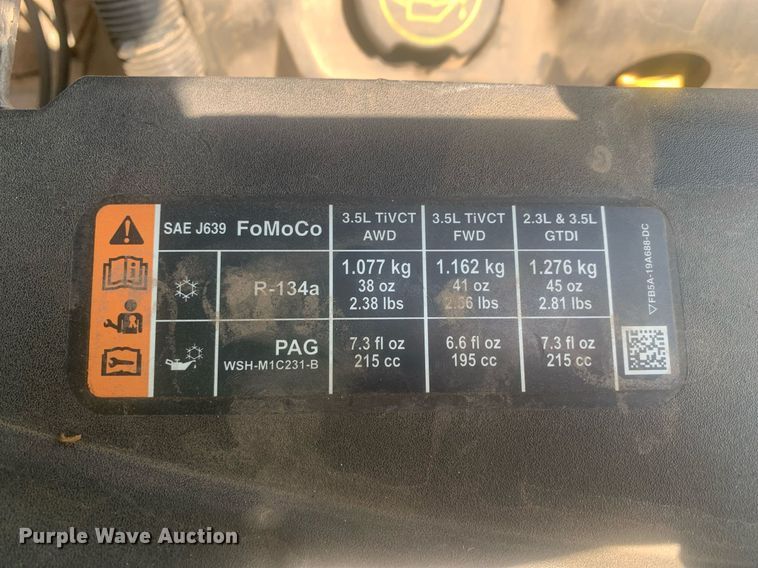 SAE J639 FoMoCo
3.5L TiVCT AWD
3.5L TiVCT FWD
2.3L & 3.5L GTDI
R-134a
1.077 kg
38 oz
2.38 lbs
1.162 kg
41 oz
2.56 lbs
1.276 kg
45 oz
2.81 lbs
PAG
WSH-M1C231-B
7.3 fl oz
215 cc
6.6 fl oz
195 cc
7.3 fl oz
215 cc
FB5A-19A688-DC
Purple Wave Auction®